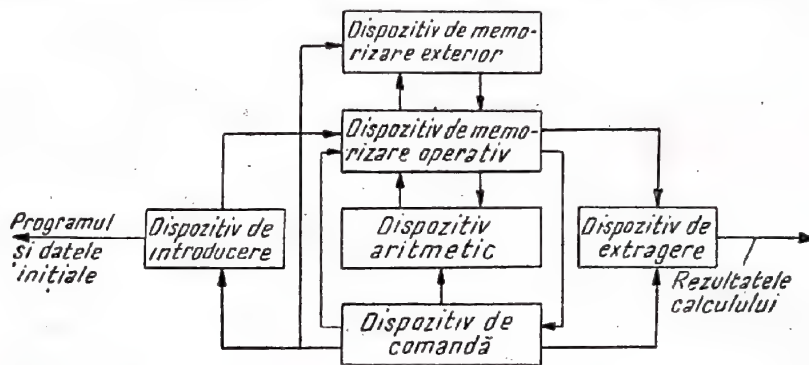 Dispozitiv de memo-
rizare exterior
Dispozitiv de memo-
rizare operativ
Programul
si datele
inițiale
Dispozitiv de
introducere
Dispozitiv
aritmetic
Dispozitiv de
extragere
Rezultatele
calculului
Dispozitiv de
comandă